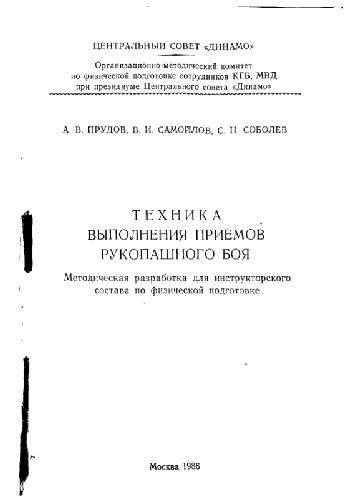 ЦЕНТРАЛЬНЫЙ СОВЕТ «ДИНАМО»
Организационно-методический комитет
по физической подготовке сотрудников КГБ, МВД
при президиуме Центрального совета «Динамо»
А. В. ПРУДОВ, В. И. САМОЙЛОВ, С. Н. СОБОЛЕВ
ТЕХНИКА
ВЫПОЛНЕНИЯ ПРИЕМОВ
РУКОПАШНОГО БОЯ
Методическая разработка для инструкторского
состава по физической подготовке
Москва 1986